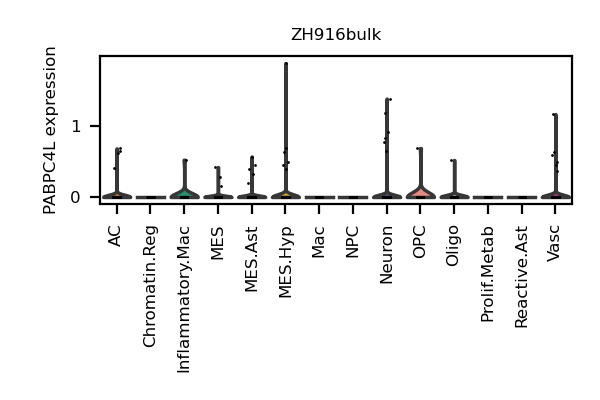 ZH916bulk
PABPC4L expression
1
0
AC
Chromatin.Reg
Inflammatory.Mac
MES
MES.Ast
MES.Hyp
Mac
NPC
Neuron
OPC
Oligo
Prolif.Metab
Reactive.Ast
Vasc